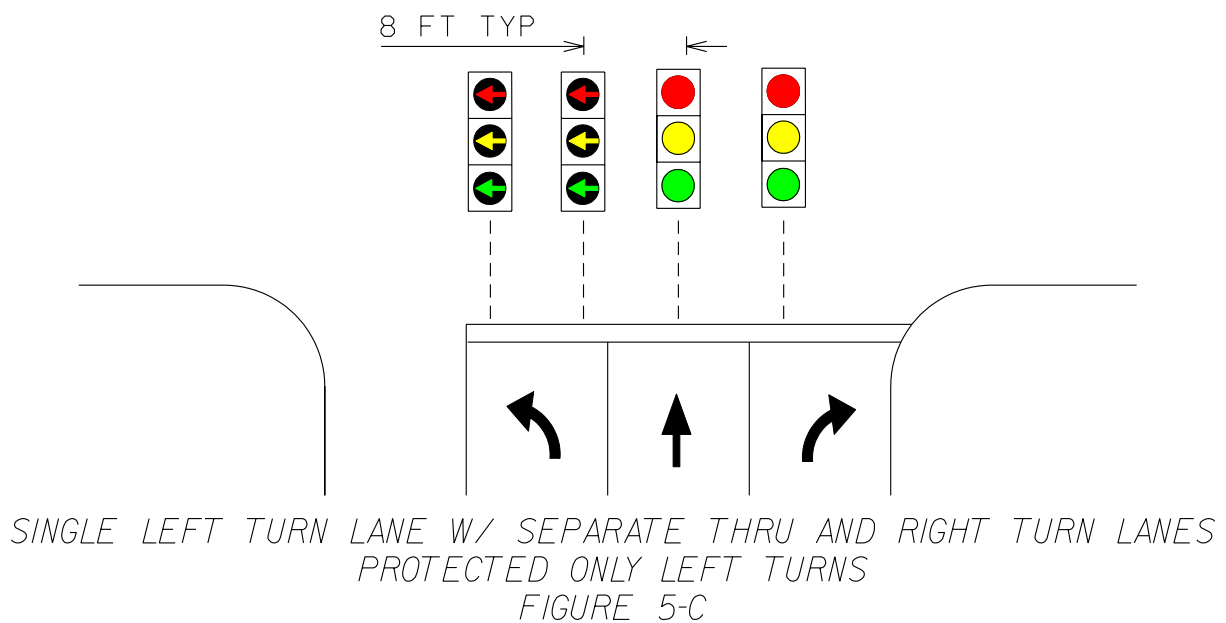 8 FT TYP
SINGLE LEFT TURN LANE W/ SEPARATE THRU AND RIGHT TURN LANES
PROTECTED ONLY LEFT TURNS
FIGURE 5-C